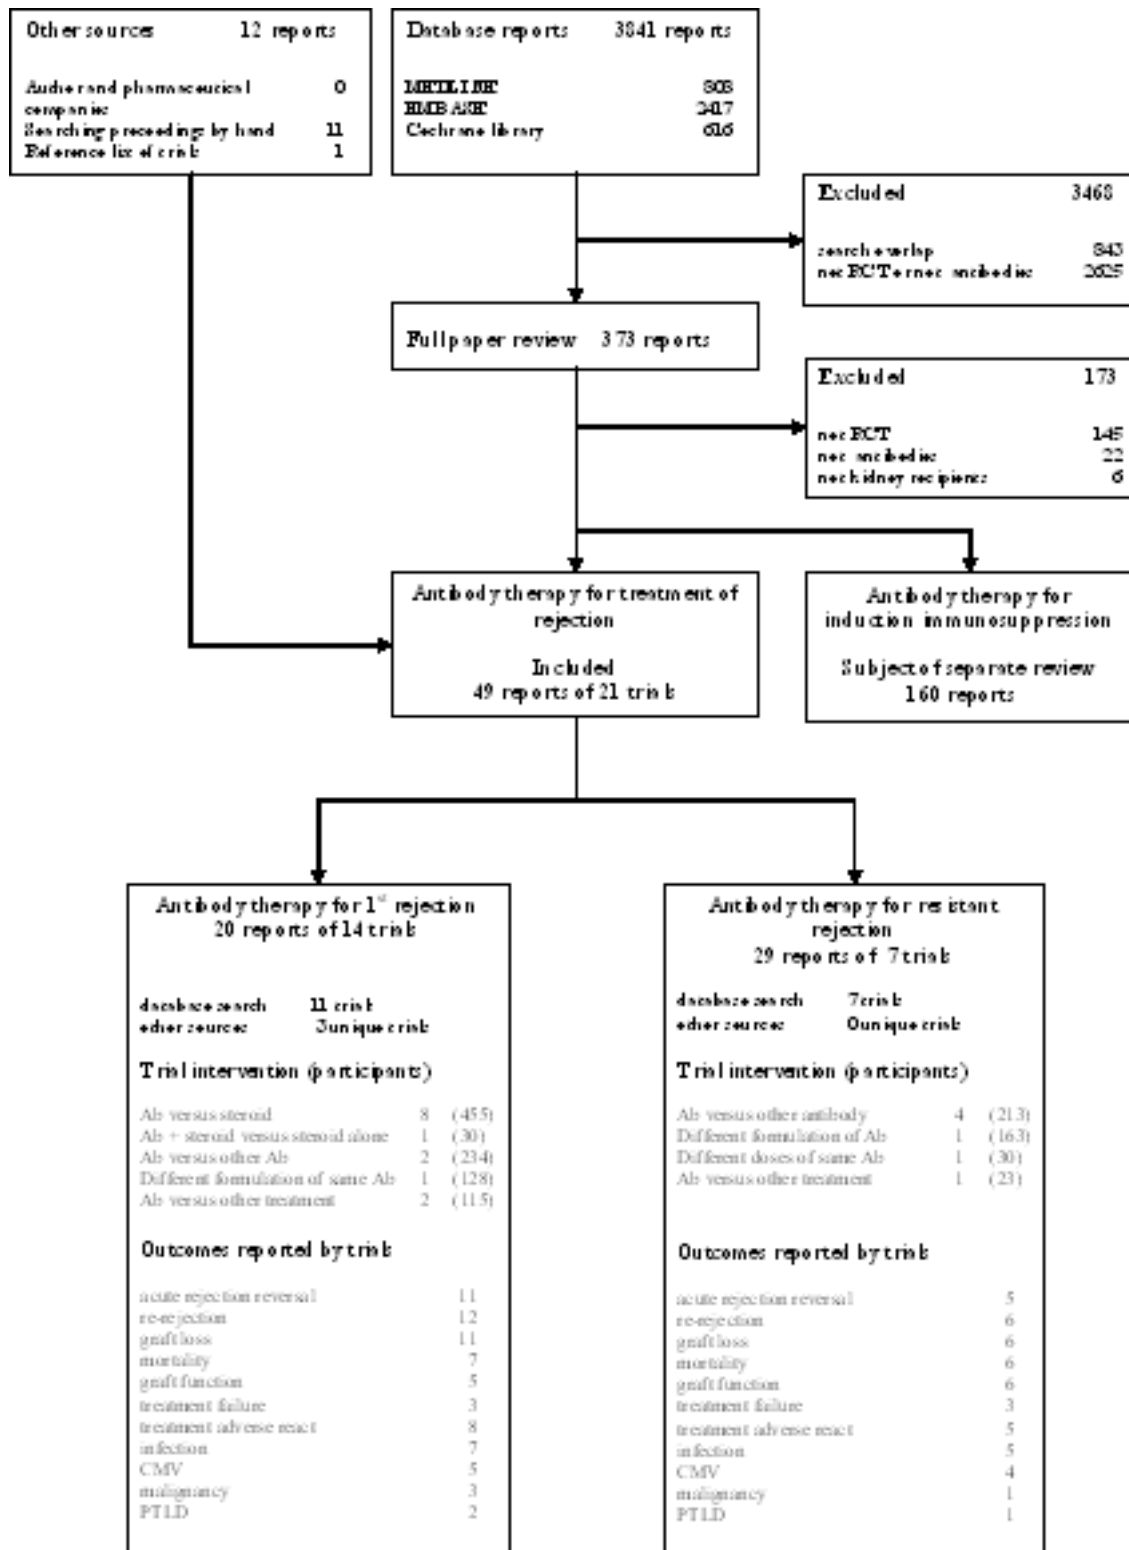 Other sources 12 reports
Author and pharmaceutical 0
companies
Searching proceedings by hand 11
Reference list of trials 1
Database reports 3841 reports
MEDLINE 808
EMBASE 2417
Cochrane library 616
Excluded 3468
search overlap 843
not RCT or not antibodies 2625
Full paper review 373 reports
Excluded 173
not RCT 145
not antibodies 22
not kidney recipients 6
Antibody therapy for treatment of
rejection
Included
49 reports of 21 trials
Antibody therapy for
induction immunosuppression
Subject of separate review
160 reports
Antibody therapy for 1st rejection
20 reports of 14 trials
database search 11 trials
other sources 3 unique trials
Trial intervention (participants)
Ab versus steroid 8 (455)
Ab + steroid versus steroid alone 1 (30)
Ab versus other Ab 2 (234)
Different formulation of same Ab 1 (128)
Ab versus other treatment 2 (115)
Outcomes reported by trials
acute rejection reversal 11
re-rejection 12
graft loss 11
mortality 7
graft function 5
treatment failure 3
treatment adverse react 8
infection 7
CMV 5
malignancy 3
PTLD 2
Antibody therapy for resistant
rejection
29 reports of 7 trials
database search 7 trials
other sources 0 unique trials
Trial intervention (participants)
Ab versus other antibody 4 (213)
Different formulation of Ab 1 (163)
Different doses of same Ab 1 (30)
Ab versus other treatment 1 (23)
Outcomes reported by trials
acute rejection reversal 5
re-rejection 6
graft loss 6
mortality 6
graft function 6
treatment failure 3
treatment adverse react 5
infection 5
CMV 4
malignancy 1
PTLD 1